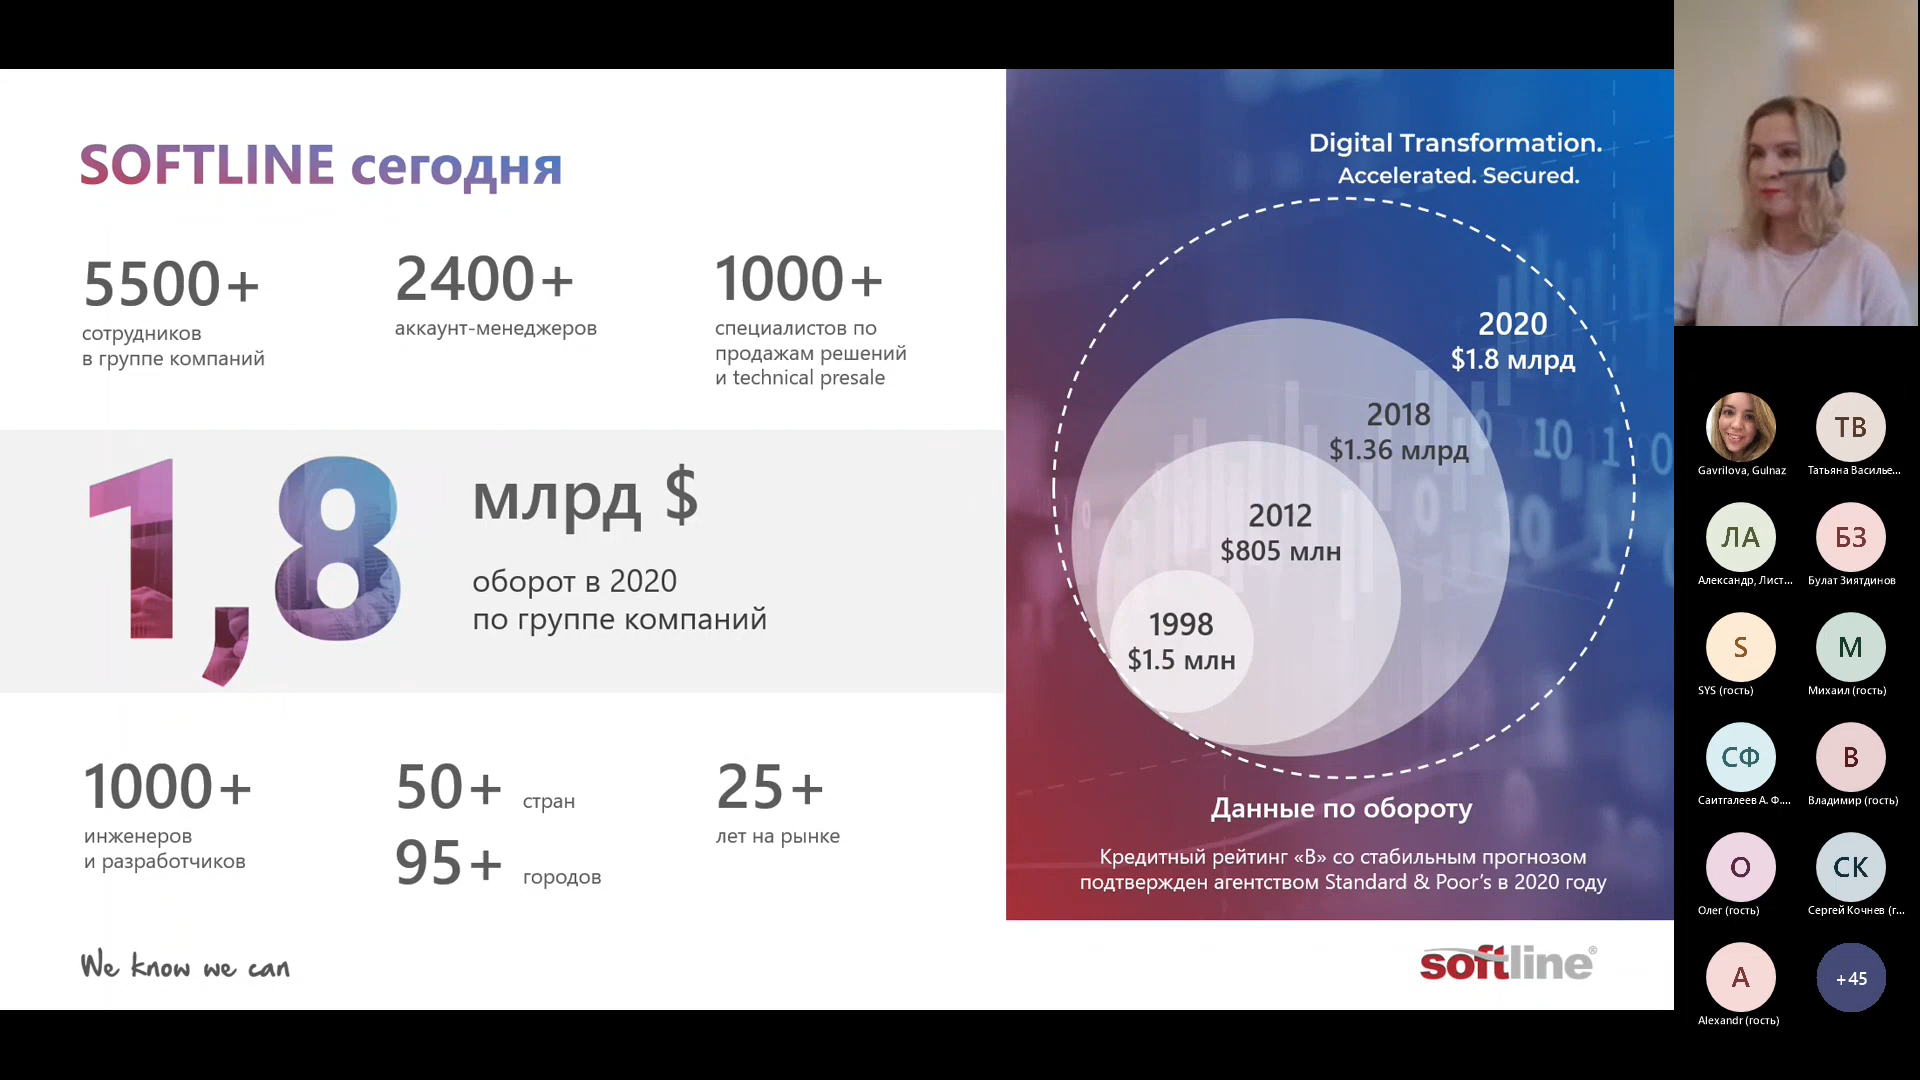 SOFTLINE сегодня
5500+
сотрудников
в группе компаний
2400+
аккаунт-менеджеров
1000+
специалистов по
продажам решений
и technical presale
1,8
млрд $
оборот в 2020
по группе компаний
1000+
инженеров
и разработчиков
50+ стран
95+ городов
25+
лет на рынке
We know we can
Digital Transformation.
Accelerated. Secured.
2020
$1.8 млрд
2018
$1.36 млрд
2012
$805 млн
1998
$1.5 млн
Данные по обороту
Кредитный рейтинг «B» со стабильным прогнозом
подтвержден агентством Standard & Poor's в 2020 году
softline®
Gavrilova, Gulnaz
ТВ
Татьяна Василье...
ЛА
Александр, Лист...
БЗ
Булат Зиятдинов
S
SYS (гость)
М
Михаил (гость)
СФ
Саитгалеев А. Ф....
В
Владимир (гость)
О
Олег (гость)
СК
Сергей Кочнев (г...
A
Alexandr (гость)
+45